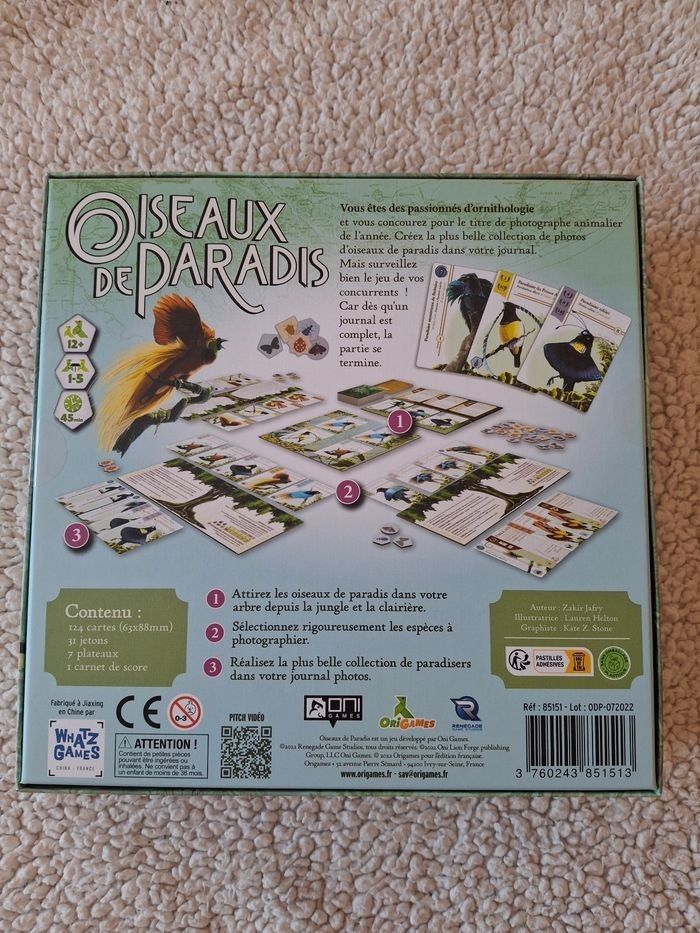 OISEAUX
DE PARADIS
Vous êtes des passionnés d'ornithologie
et vous concourez pour le titre de photographe animalier
de l'année. Créez la plus belle collection de photos
d'oiseaux de paradis dans votre journal.
Mais surveillez
bien le jeu de vos
concurrents !
Car dès qu'un
journal est
complet, la
partie se
termine.
12+
1-5
45min
1
2
3
1 Attirez les oiseaux de paradis dans votre
arbre depuis la jungle et la clairière.
2 Sélectionnez rigoureusement les espèces à
photographier.
3 Réalisez la plus belle collection de paradisers
dans votre journal photos.
Contenu :
124 cartes (63x88mm)
31 jetons
7 plateaux
1 carnet de score
Auteur : Zakir Jafry
Illustratrice : Lauren Helton
Graphiste : Kate Z. Stone
PASTILLES
ADHÉSIVES
Fabriqué à Jiaxing
en Chine par
WHATZ
GAMES
CHINA - FRANCE
CE
0-3
ATTENTION !
Contient de petites pièces
pouvant être ingérées ou
inhalées. Ne convient pas à
un enfant de moins de 36 mois.
PITCH VIDÉO
ONI
GAMES
ORIGAMES
RENEGADE
GAME STUDIOS
Réf : 85151 - Lot : ODP-072022
Oiseaux de Paradis est un jeu développé par Oni Games.
©2022 Renegade Game Studios, tous droits réservés. ©2022 Oni Lion Forge publishing
Group, LLC/Oni Games. © 2022 Origames pour l'édition française.
Origames • 32 avenue Pierre Sémard • 94200 Ivry-sur-Seine, France
www.origames.fr - sav@origames.fr
3 760243 851513